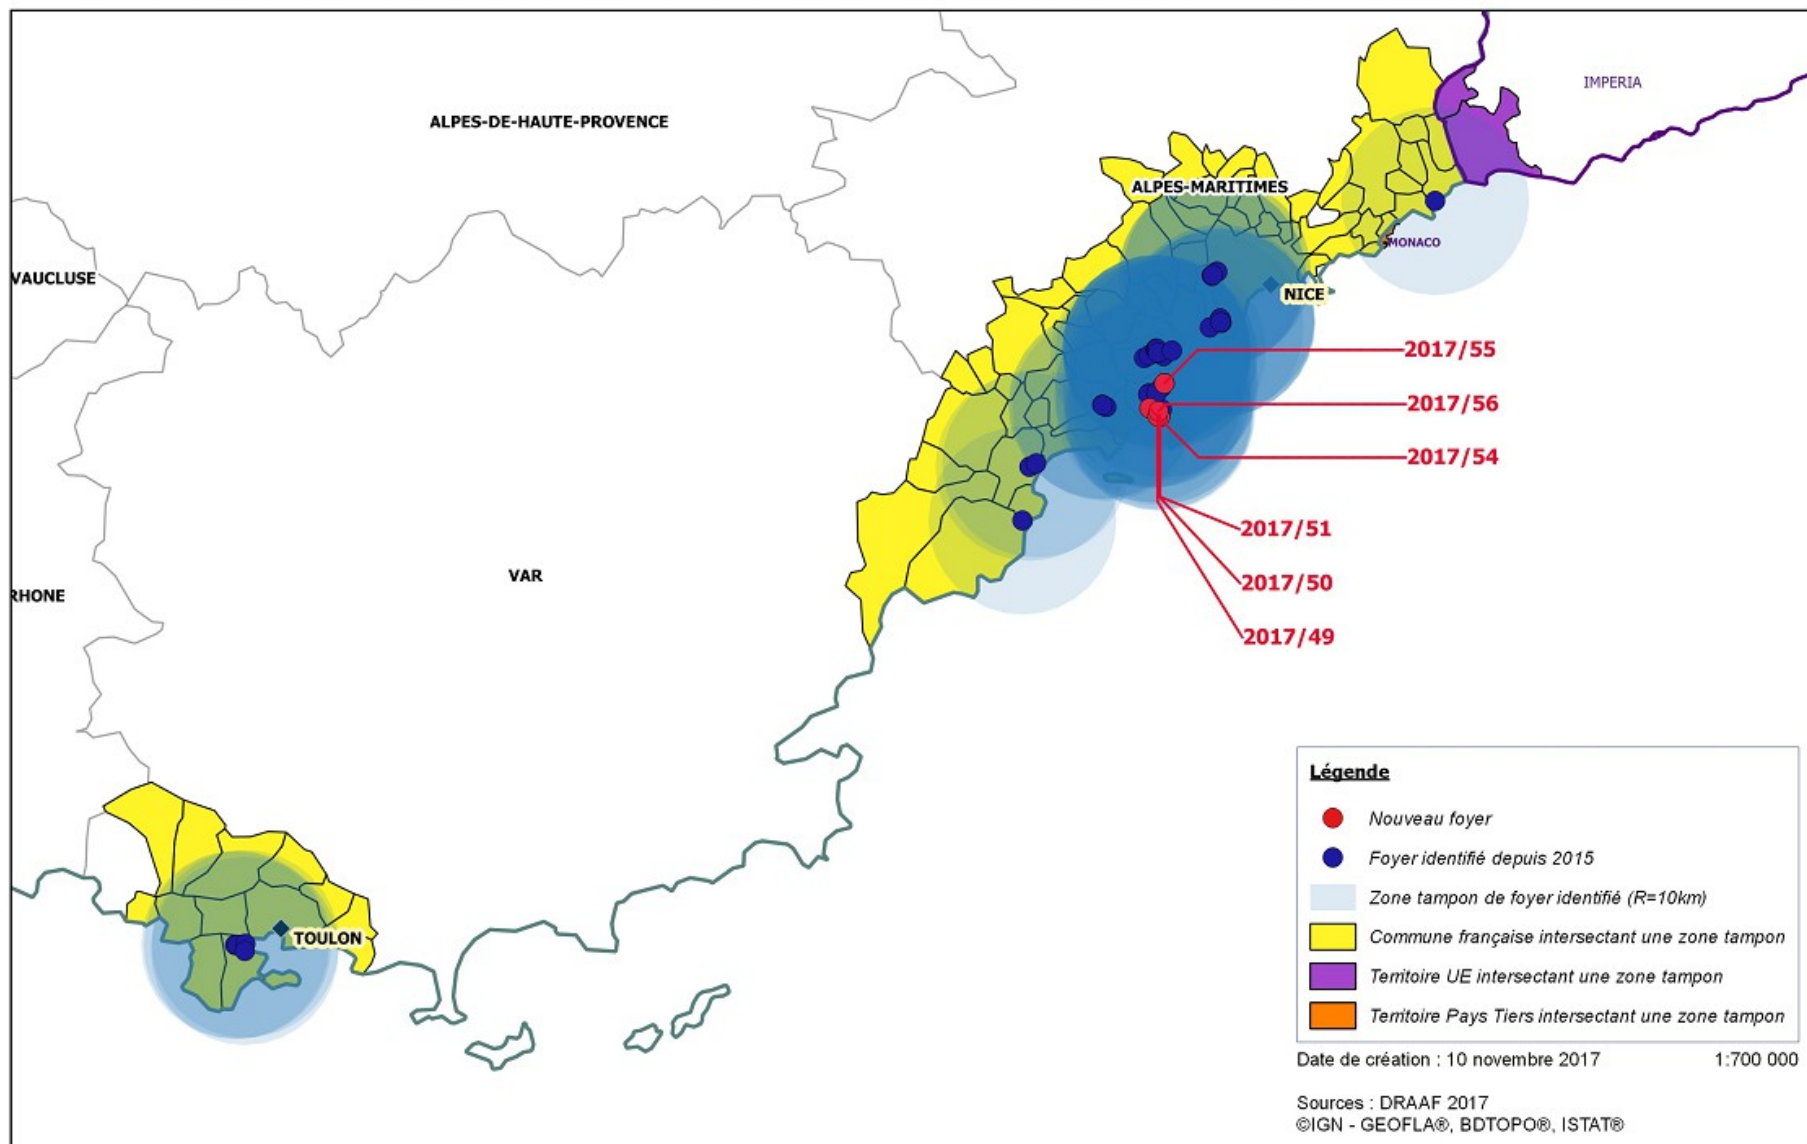 IMPERIA
ALPES-DE-HAUTE-PROVENCE
ALPES-MARITIMES
MONACO
VAUCLUSE
NICE
2017/55
2017/56
2017/54
2017/51
VAR
2017/50
RHONE
2017/49
TOULON
Légende
Nouveau foyer
Foyer identifié depuis 2015
Zone tampon de foyer identifié (R=10km)
Commune française intersectant une zone tampon
Territoire UE intersectant une zone tampon
Territoire Pays Tiers intersectant une zone tampon
Date de création : 10 novembre 2017 1:700 000
Sources : DRAAF 2017
©IGN - GEOFLA®, BDTOPO®, ISTAT®